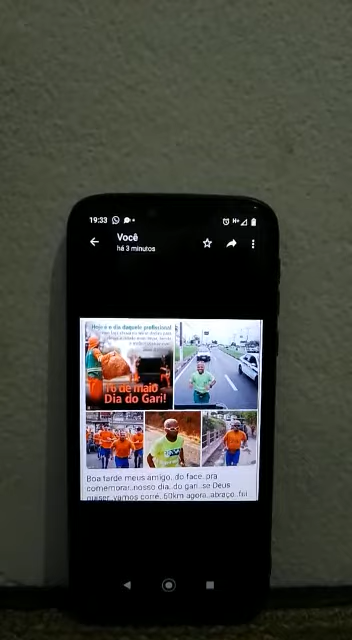 19:33
H+
Você
há 3 minutos
Hoje é o dia daquele profissional
16 de maio
Dia do Gari!
Boa tarde meus amigo..do face..pra
comemorar..nosso dia..do gari..se Deus
quiser..vamos corrê..60km agora..abraço..fui